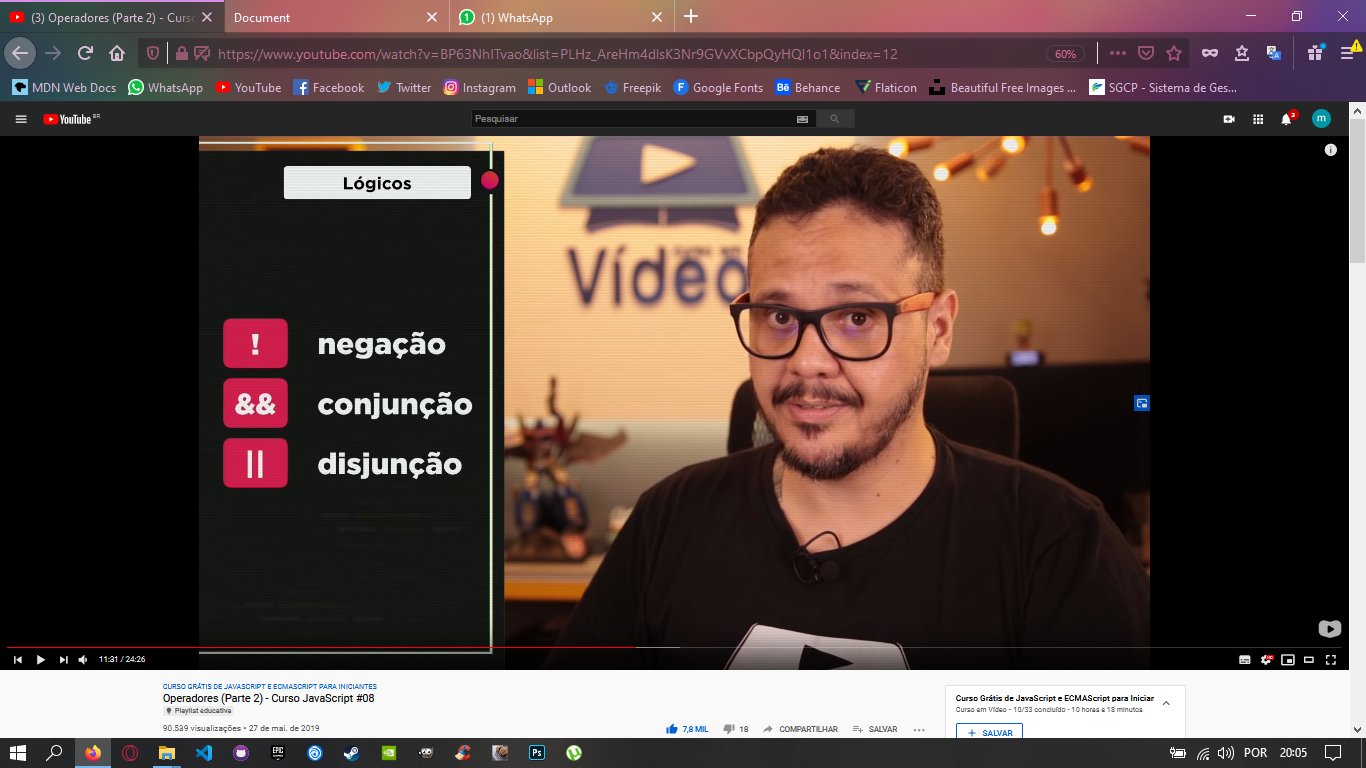 (3) Operadores (Parte 2) - Curso
Document
(1) WhatsApp
https://www.youtube.com/watch?v=BP63NhITvao&list=PLHz_AreHm4dlsK3Nr9GVvXCbpQyHQl1o1&index=12
60%
MDN Web Docs
WhatsApp
YouTube
Facebook
Twitter
Instagram
Outlook
Freepik
Google Fonts
Behance
Flaticon
Beautiful Free Images ...
SGCP - Sistema de Ges...
YouTube BR
Pesquisar
2
m
Lógicos
! negação
&& conjunção
|| disjunção
Vídeo
11:31 / 24:26
CURSO GRÁTIS DE JAVASCRIPT E ECMASCRIPT PARA INICIANTES
Operadores (Parte 2) - Curso JavaScript #08
Playlist educativa
90.539 visualizações • 27 de mai. de 2019
7,8 MIL
18
COMPARTILHAR
SALVAR
Curso Grátis de JavaScript e ECMAScript para Iniciar
Curso em Vídeo - 10/33 concluído - 10 horas e 18 minutos
SALVAR
POR
20:05